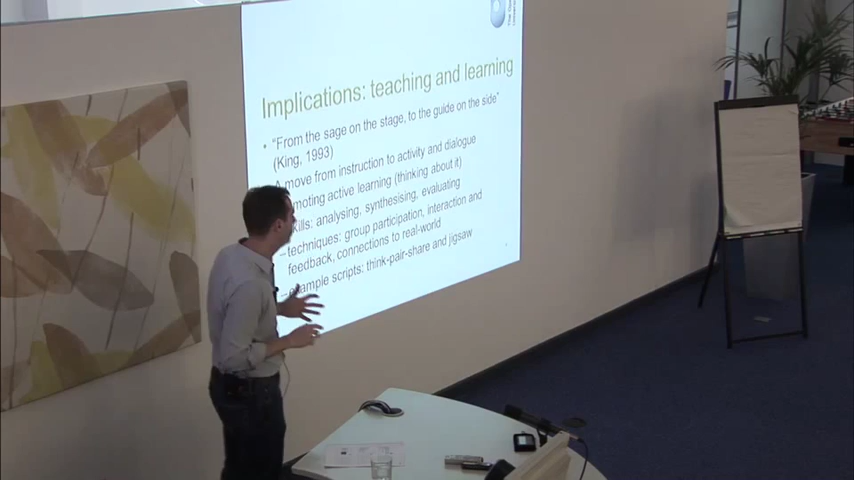 Implications: teaching and learning
• "From the sage on the stage, to the guide on the side"
(King, 1993)
move from instruction to activity and dialogue
active learning (thinking about it)
analysing, synthesising, evaluating
– techniques: group participation, interaction and
feedback, connections to real-world
example scripts: think-pair-share and jigsaw